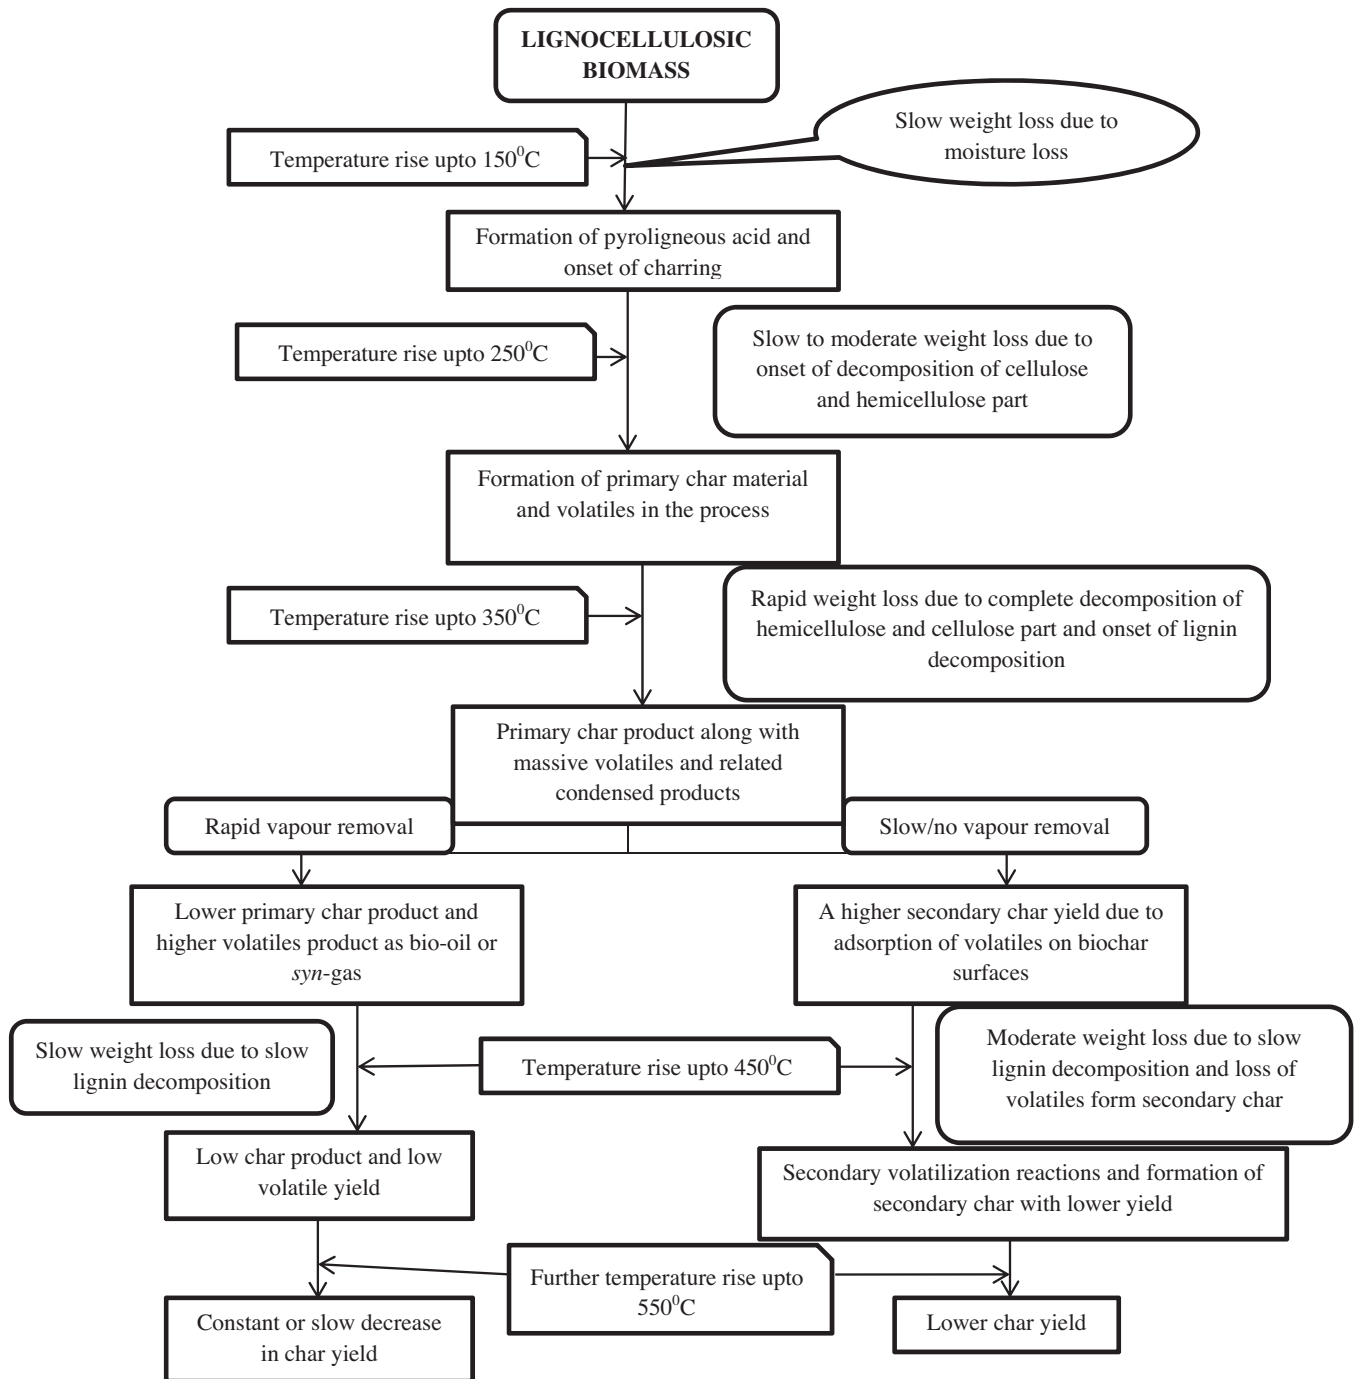 LIGNOCELLULOSIC
BIOMASS
Slow weight loss due to
moisture loss
Temperature rise upto 150⁰C
Formation of pyroligneous acid and
onset of charring
Temperature rise upto 250⁰C
Slow to moderate weight loss due to
onset of decomposition of cellulose
and hemicellulose part
Formation of primary char material
and volatiles in the process
Temperature rise upto 350⁰C
Rapid weight loss due to complete decomposition of
hemicellulose and cellulose part and onset of lignin
decomposition
Primary char product along with
massive volatiles and related
condensed products
Rapid vapour removal
Slow/no vapour removal
Lower primary char product and
higher volatiles product as bio-oil or
syn-gas
A higher secondary char yield due to
adsorption of volatiles on biochar
surfaces
Slow weight loss due to slow
lignin decomposition
Temperature rise upto 450⁰C
Moderate weight loss due to slow
lignin decomposition and loss of
volatiles form secondary char
Low char product and low
volatile yield
Secondary volatilization reactions and formation of
secondary char with lower yield
Further temperature rise upto
550⁰C
Constant or slow decrease
in char yield
Lower char yield